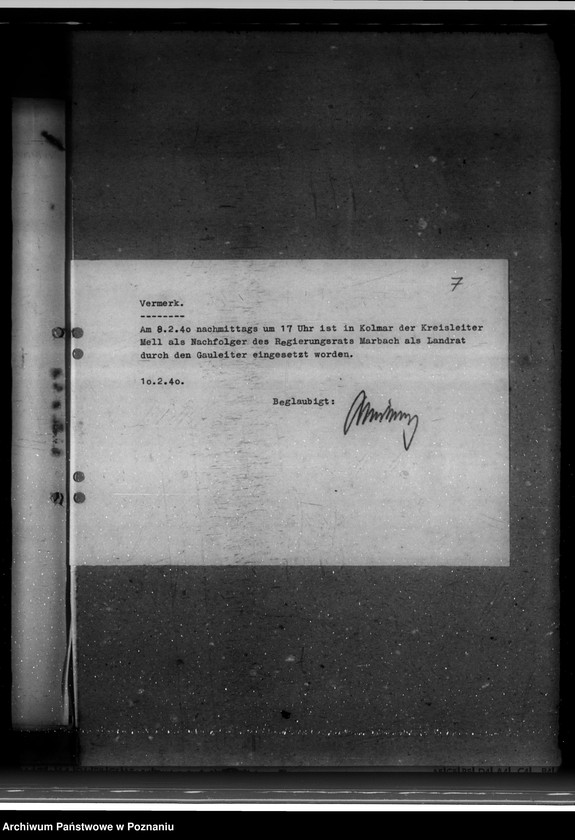 7
Vermerk.
--------
Am 8.2.4o nachmittags um 17 Uhr ist in Kolmar der Kreisleiter
Mell als Nachfolger des Regierungsrats Marbach als Landrat
durch den Gauleiter eingesetzt worden.
1o.2.4o.
Beglaubigt:
Archiwum Państwowe w Poznaniu